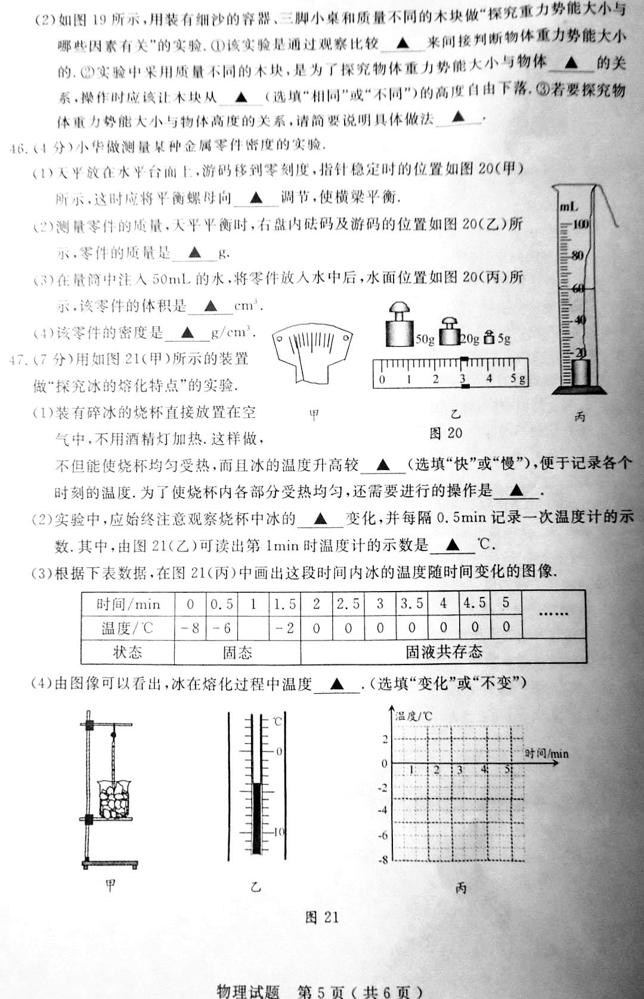 (2)如图 19 所示,用装有细沙的容器、三脚小桌和质量不同的木块做“探究重力势能大小与
哪些因素有关”的实验.①该实验是通过观察比较 ▲ 来间接判断物体重力势能大小
的.②实验中采用质量不同的木块,是为了探究物体重力势能大小与物体 ▲ 的关
系,操作时应该让木块从 ▲ (选填“相同”或“不同”)的高度自由下落.③若要探究物
体重力势能大小与物体高度的关系,请简要说明具体做法 ▲ .
46.(4 分)小华做测量某种金属零件密度的实验.
(1)天平放在水平台面上,游码移到零刻度,指针稳定时的位置如图 20(甲)
所示,这时应将平衡螺母向 ▲ 调节,使横梁平衡.
(2)测量零件的质量,天平平衡时,右盘内砝码及游码的位置如图 20(乙)所
示,零件的质量是 ▲ g.
(3)在量筒中注入 50mL 的水,将零件放入水中后,水面位置如图 20(丙)所
示,该零件的体积是 ▲ cm³.
(4)该零件的密度是 ▲ g/cm³.
mL
100
80
60
40
20
50g 20g 5g
0 1 2 3 4 5 g
甲 乙 丙
图 20
47.(7 分)用如图 21(甲)所示的装置
做“探究冰的熔化特点”的实验.
(1)装有碎冰的烧杯直接放置在空
气中,不用酒精灯加热.这样做,
不但能使烧杯均匀受热,而且冰的温度升高较 ▲ (选填“快”或“慢”),便于记录各个
时刻的温度.为了使烧杯内各部分受热均匀,还需要进行的操作是 ▲ .
(2)实验中,应始终注意观察烧杯中冰的 ▲ 变化,并每隔 0.5min 记录一次温度计的示
数.其中,由图 21(乙)可读出第 1min 时温度计的示数是 ▲ ℃.
(3)根据下表数据,在图 21(丙)中画出这段时间内冰的温度随时间变化的图像.
时间/min 0 0.5 1 1.5 2 2.5 3 3.5 4 4.5 5 ……
温度/℃ -8 -6 -2 0 0 0 0 0 0 0
状态 固态 固液共存态
(4)由图像可以看出,冰在熔化过程中温度 ▲ .(选填“变化”或“不变”)
℃
0
10
温度/℃
2
0
-2
-4
-6
-8
1 2 3 4 5
时间/min
甲 乙 丙
图 21
物理试题 第 5 页 ( 共 6 页 )